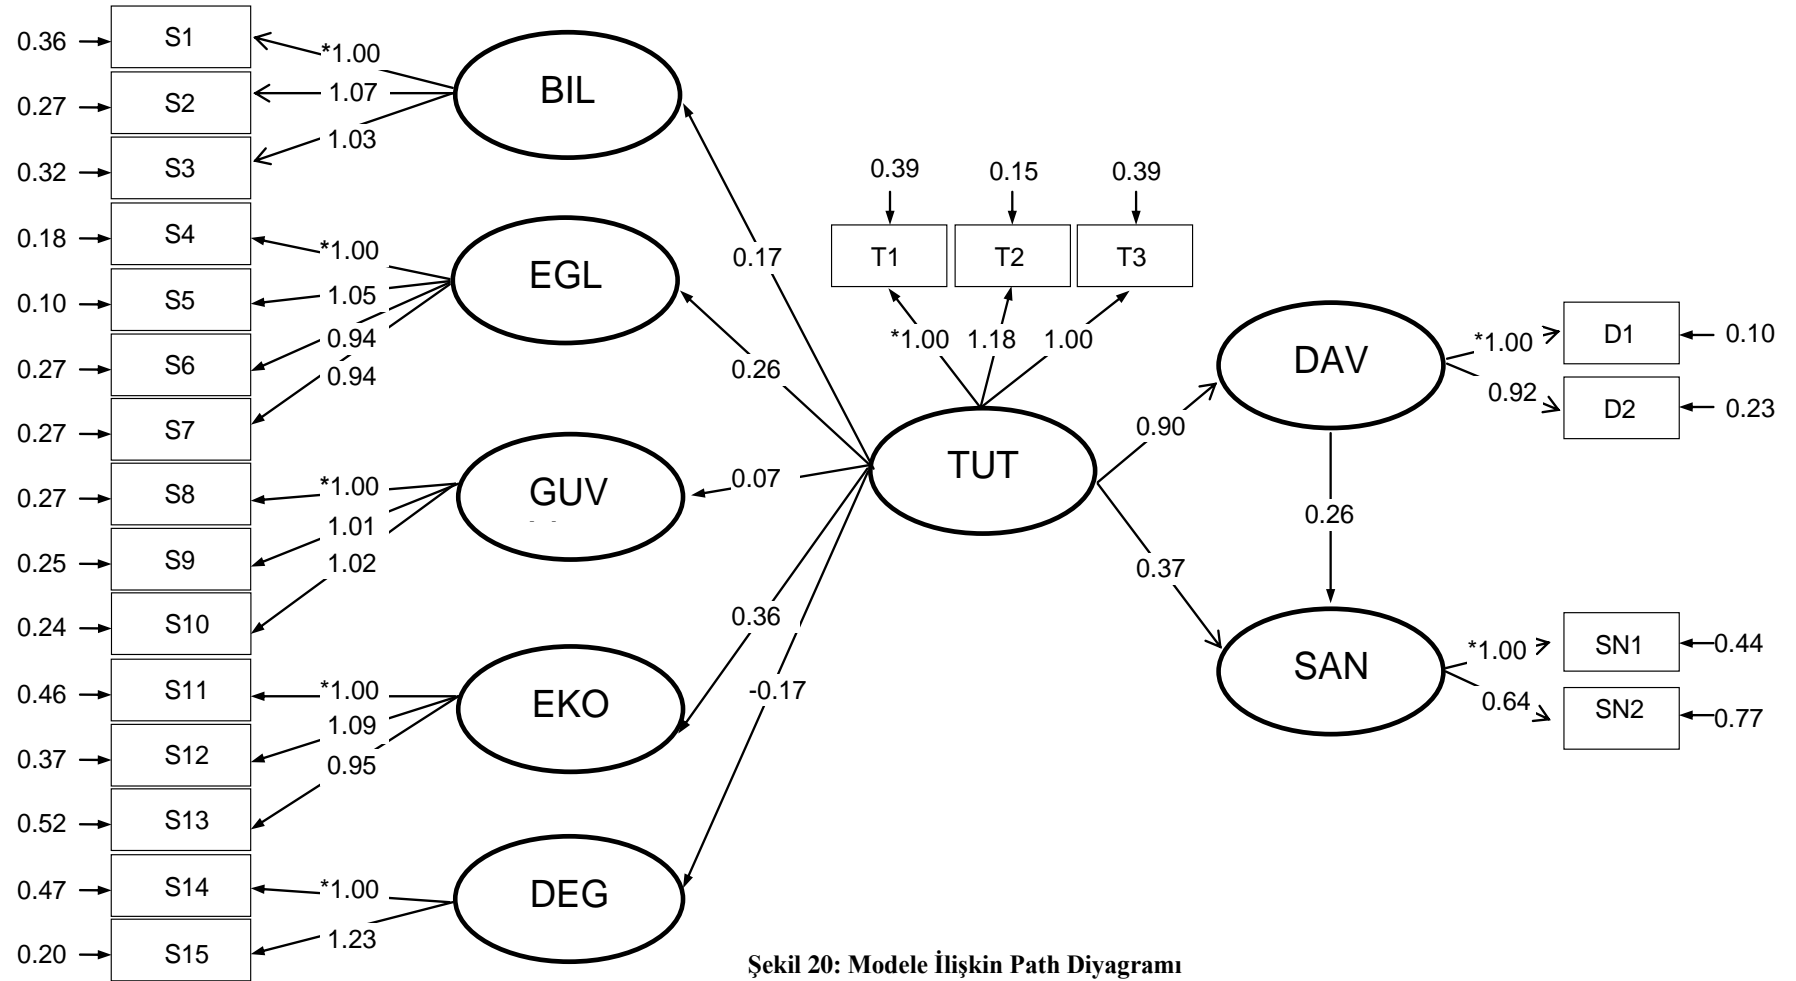 0.36 S1 *1.00 BIL
0.27 S2 1.07
0.32 S3 1.03
0.18 S4 *1.00 EGL
0.10 S5 1.05
0.27 S6 0.94
0.27 S7 0.94
0.27 S8 *1.00 GUV
0.25 S9 1.01
0.24 S10 1.02
0.46 S11 *1.00 EKO
0.37 S12 1.09
0.52 S13 0.95
0.47 S14 *1.00 DEG
0.20 S15 1.23
0.17
0.26
0.07
0.36
-0.17
0.39 0.15 0.39
T1 T2 T3
*1.00 1.18 1.00
TUT
0.90
0.37
DAV
*1.00 D1 0.10
0.92 D2 0.23
0.26
SAN
*1.00 SN1 0.44
0.64 SN2 0.77
Şekil 20: Modele İlişkin Path Diyagramı